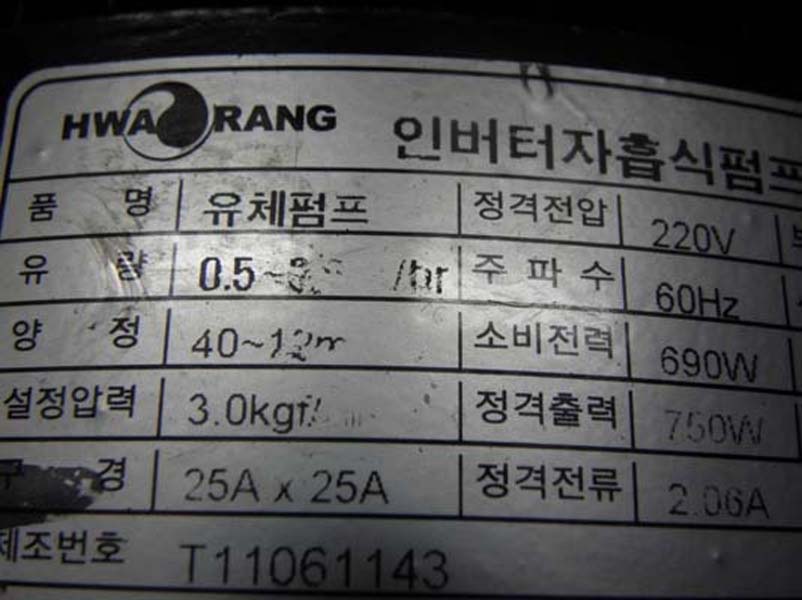 HWA RANG 인버터자흡식펌프
품 명 유체펌프 정격전압 220V
유 량 0.5~ /hr 주 파 수 60Hz
양 정 40~12m 소비전력 690W
설정압력 3.0kgf/ 정격출력 750W
구 경 25A x 25A 정격전류 2.06A
제조번호 T11061143